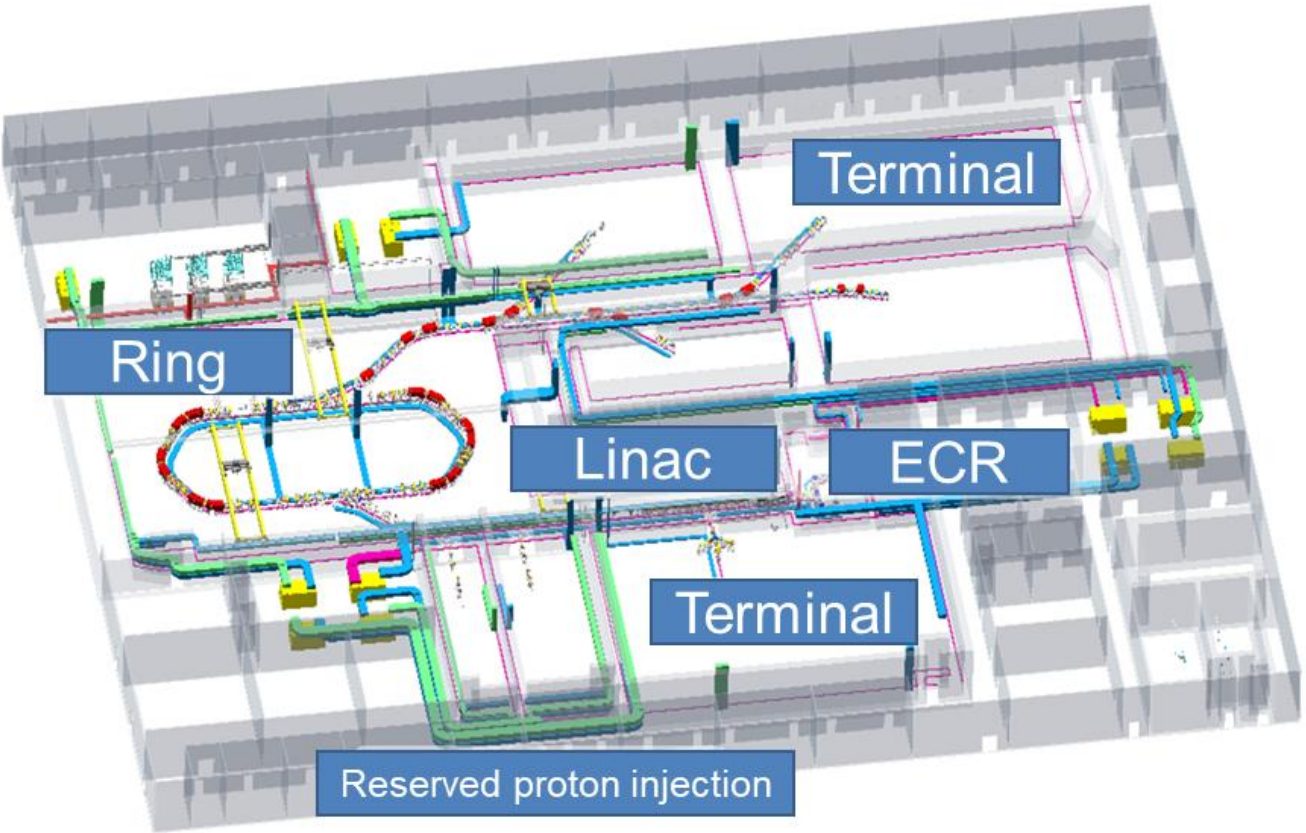 Terminal
Ring
Linac
ECR
Terminal
Reserved proton injection